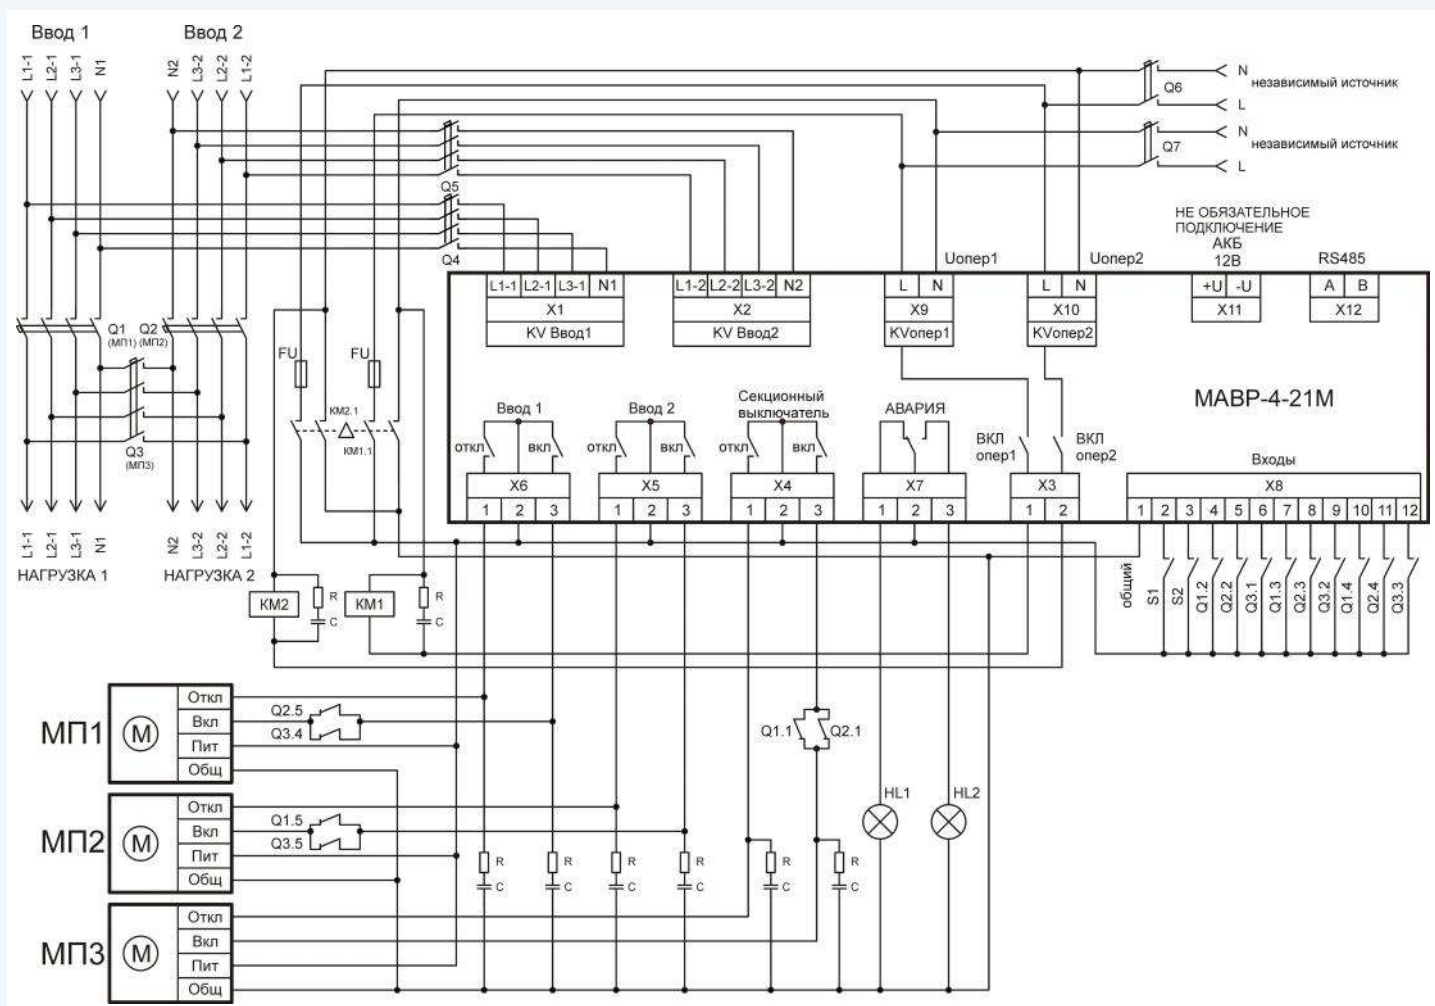 Ввод 1
Ввод 2
L1-1 L2-1 L3-1 N1
N2 L3-2 L2-2 L1-2
N
Q6
независимый источник
L
N
Q7
независимый источник
L
Q5
Q4
НЕ ОБЯЗАТЕЛЬНОЕ
ПОДКЛЮЧЕНИЕ
АКБ
12В
RS485
Uопер1
Uопер2
L1-1 L2-1 L3-1 N1
X1
KV Ввод1
L1-2 L2-2 L3-2 N2
X2
KV Ввод2
L N
X9
KVопер1
L N
X10
KVопер2
+U -U
X11
A B
X12
Q1
(МП1)
Q2
(МП2)
Q3
(МП3)
FU
FU
KM2.1
KM1.1
МАВР-4-21М
Ввод 1
откл
вкл
X6
1 2 3
Ввод 2
откл
вкл
X5
1 2 3
Секционный
выключатель
откл
вкл
X4
1 2 3
АВАРИЯ
X7
1 2 3
ВКЛ
опер1
ВКЛ
опер2
X3
1 2
Входы
X8
1 2 3 4 5 6 7 8 9 10 11 12
общий S1 S2 Q1.2 Q2.2 Q3.1 Q1.3 Q2.3 Q3.2 Q1.4 Q2.4 Q3.3
L1-1 L2-1 L3-1 N1
НАГРУЗКА 1
N2 L3-2 L2-2 L1-2
НАГРУЗКА 2
KM2
R
C
KM1
R
C
МП1
M
Откл
Вкл
Пит
Общ
Q2.5
Q3.4
МП2
M
Откл
Вкл
Пит
Общ
Q1.5
Q3.5
МП3
M
Откл
Вкл
Пит
Общ
Q1.1
Q2.1
HL1
HL2
R R R R R R
C C C C C C